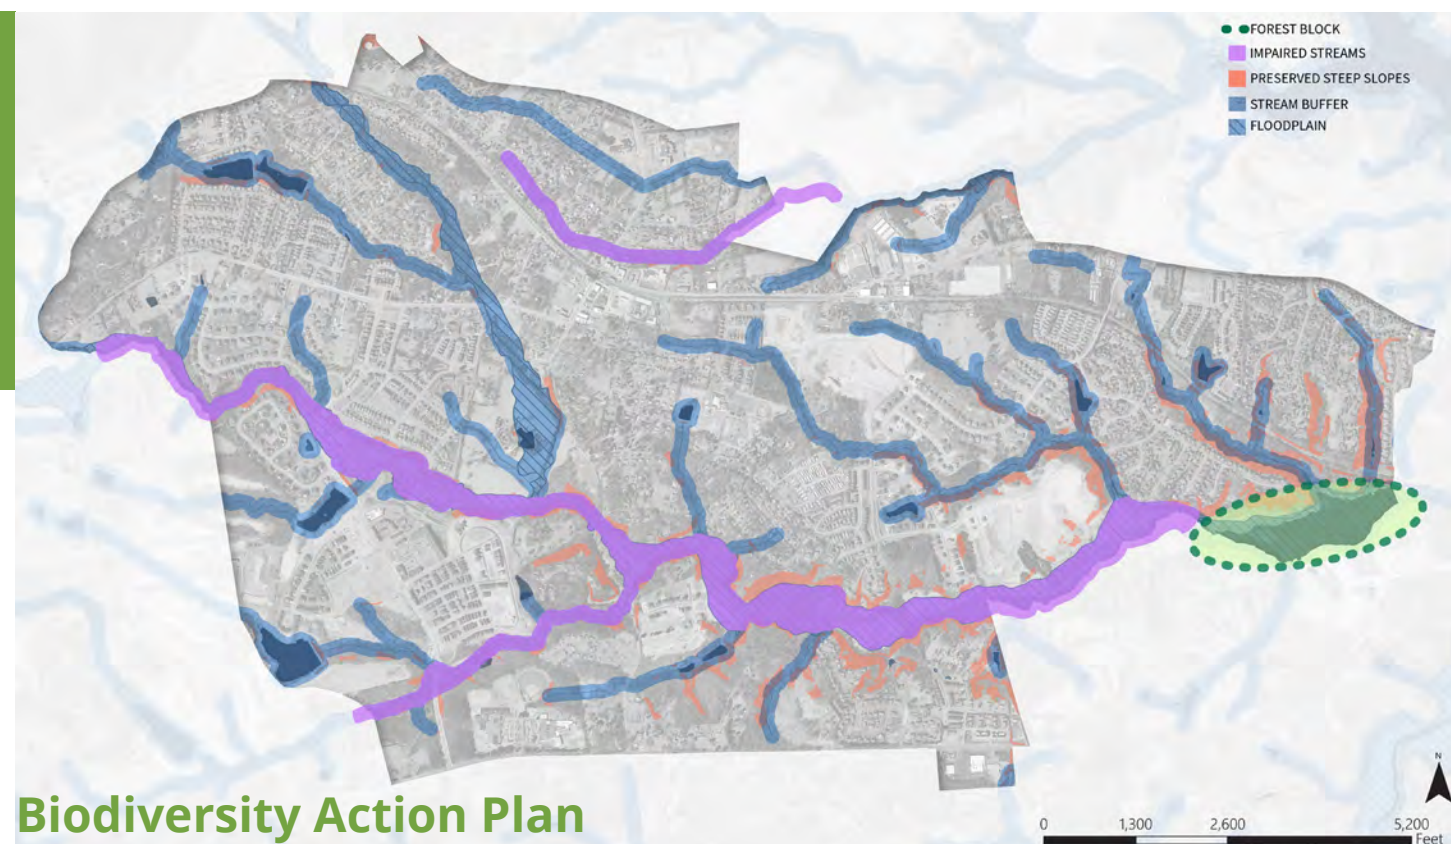 FOREST BLOCK
IMPAIRED STREAMS
PRESERVED STEEP SLOPES
STREAM BUFFER
FLOODPLAIN
N
Biodiversity Action Plan
0 1,300 2,600 5,200
Feet